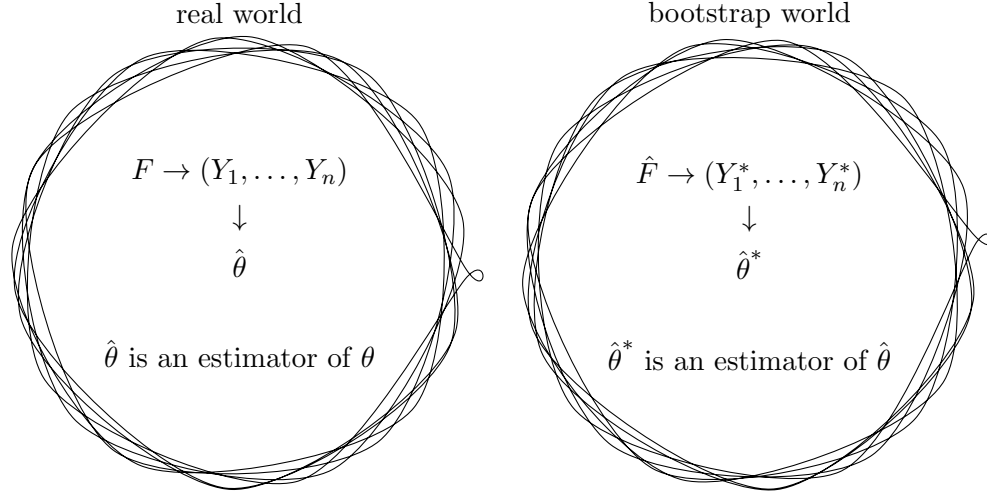 real world
F → (Y₁, . . . , Yₙ)
↓
θ̂
θ̂ is an estimator of θ
bootstrap world
F̂ → (Y₁*, . . . , Yₙ*)
↓
θ̂*
θ̂* is an estimator of θ̂